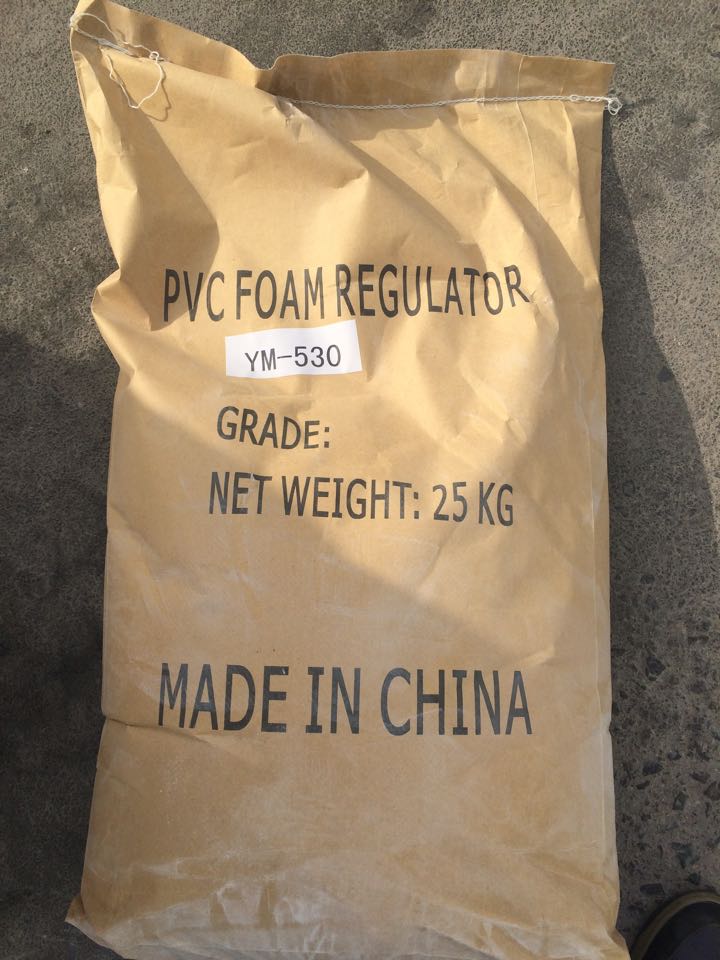 PVC FOAM REGULATOR
YM-530
GRADE:
NET WEIGHT: 25 KG
MADE IN CHINA